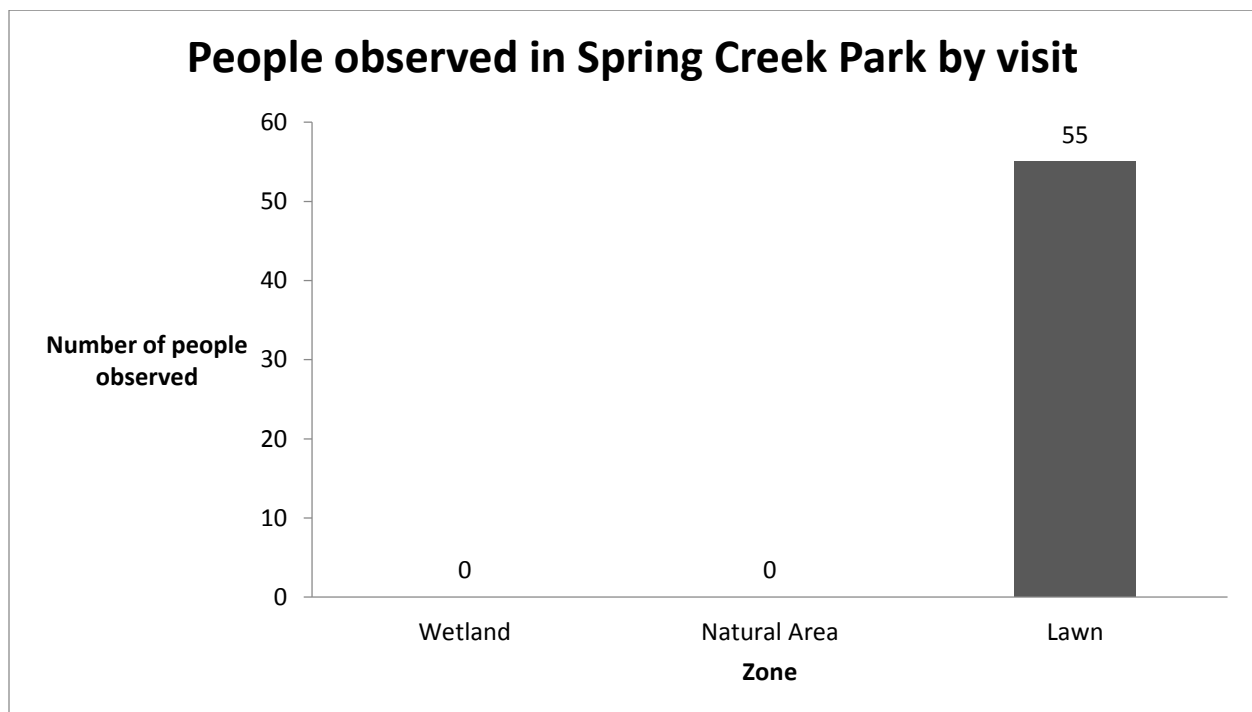 People observed in Spring Creek Park by visit
60
55
50
40
Number of people
observed
30
20
10
0
0
0
Wetland
Natural Area
Lawn
Zone